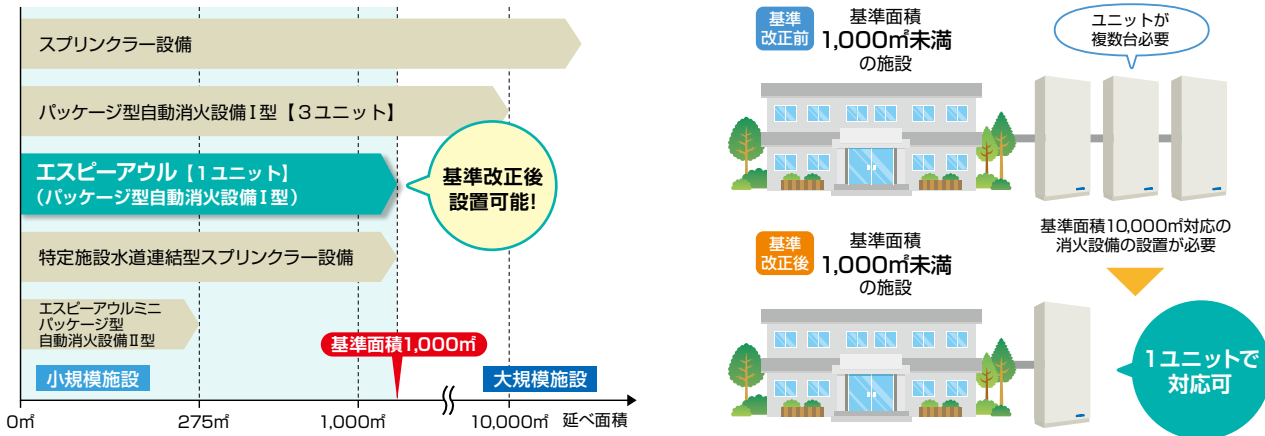 スプリンクラー設備
パッケージ型自動消火設備Ⅰ型【３ユニット】
エスピーアウル【１ユニット】
（パッケージ型自動消火設備Ⅰ型）
基準改正後
設置可能!
特定施設水道連結型スプリンクラー設備
エスピーアウルミニ
パッケージ型
自動消火設備Ⅱ型
基準面積1,000㎡
小規模施設
大規模施設
0㎡
275㎡
1,000㎡
10,000㎡
延べ面積
基準
改正前
基準面積
1,000㎡未満
の施設
ユニットが
複数台必要
基準面積10,000㎡対応の
消火設備の設置が必要
基準
改正後
基準面積
1,000㎡未満
の施設
１ユニットで
対応可